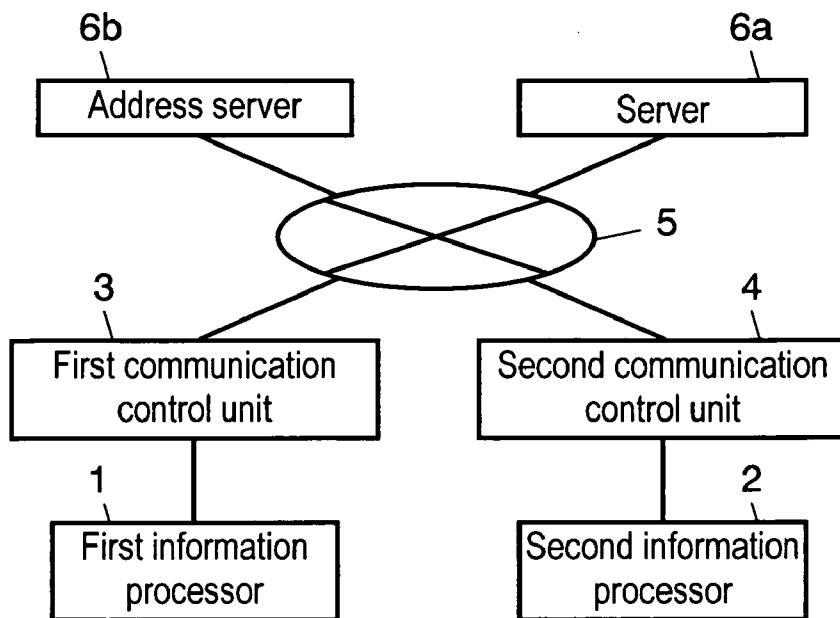 6b
6a
Address server
Server
5
3
4
First communication
control unit
Second communication
control unit
1
2
First information
processor
Second information
processor